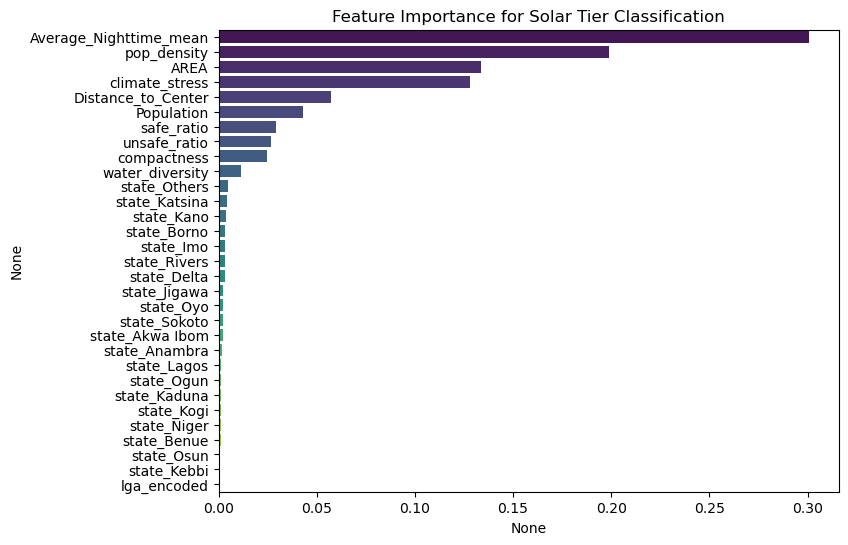 Feature Importance for Solar Tier Classification
Average_Nighttime_mean
pop_density
AREA
climate_stress
Distance_to_Center
Population
safe_ratio
unsafe_ratio
compactness
water_diversity
state_Others
state_Katsina
state_Kano
state_Borno
state_Imo
state_Rivers
state_Delta
state_Jigawa
state_Oyo
state_Sokoto
state_Akwa Ibom
state_Anambra
state_Lagos
state_Ogun
state_Kaduna
state_Kogi
state_Niger
state_Benue
state_Osun
state_Kebbi
lga_encoded
None
0.00 0.05 0.10 0.15 0.20 0.25 0.30
None